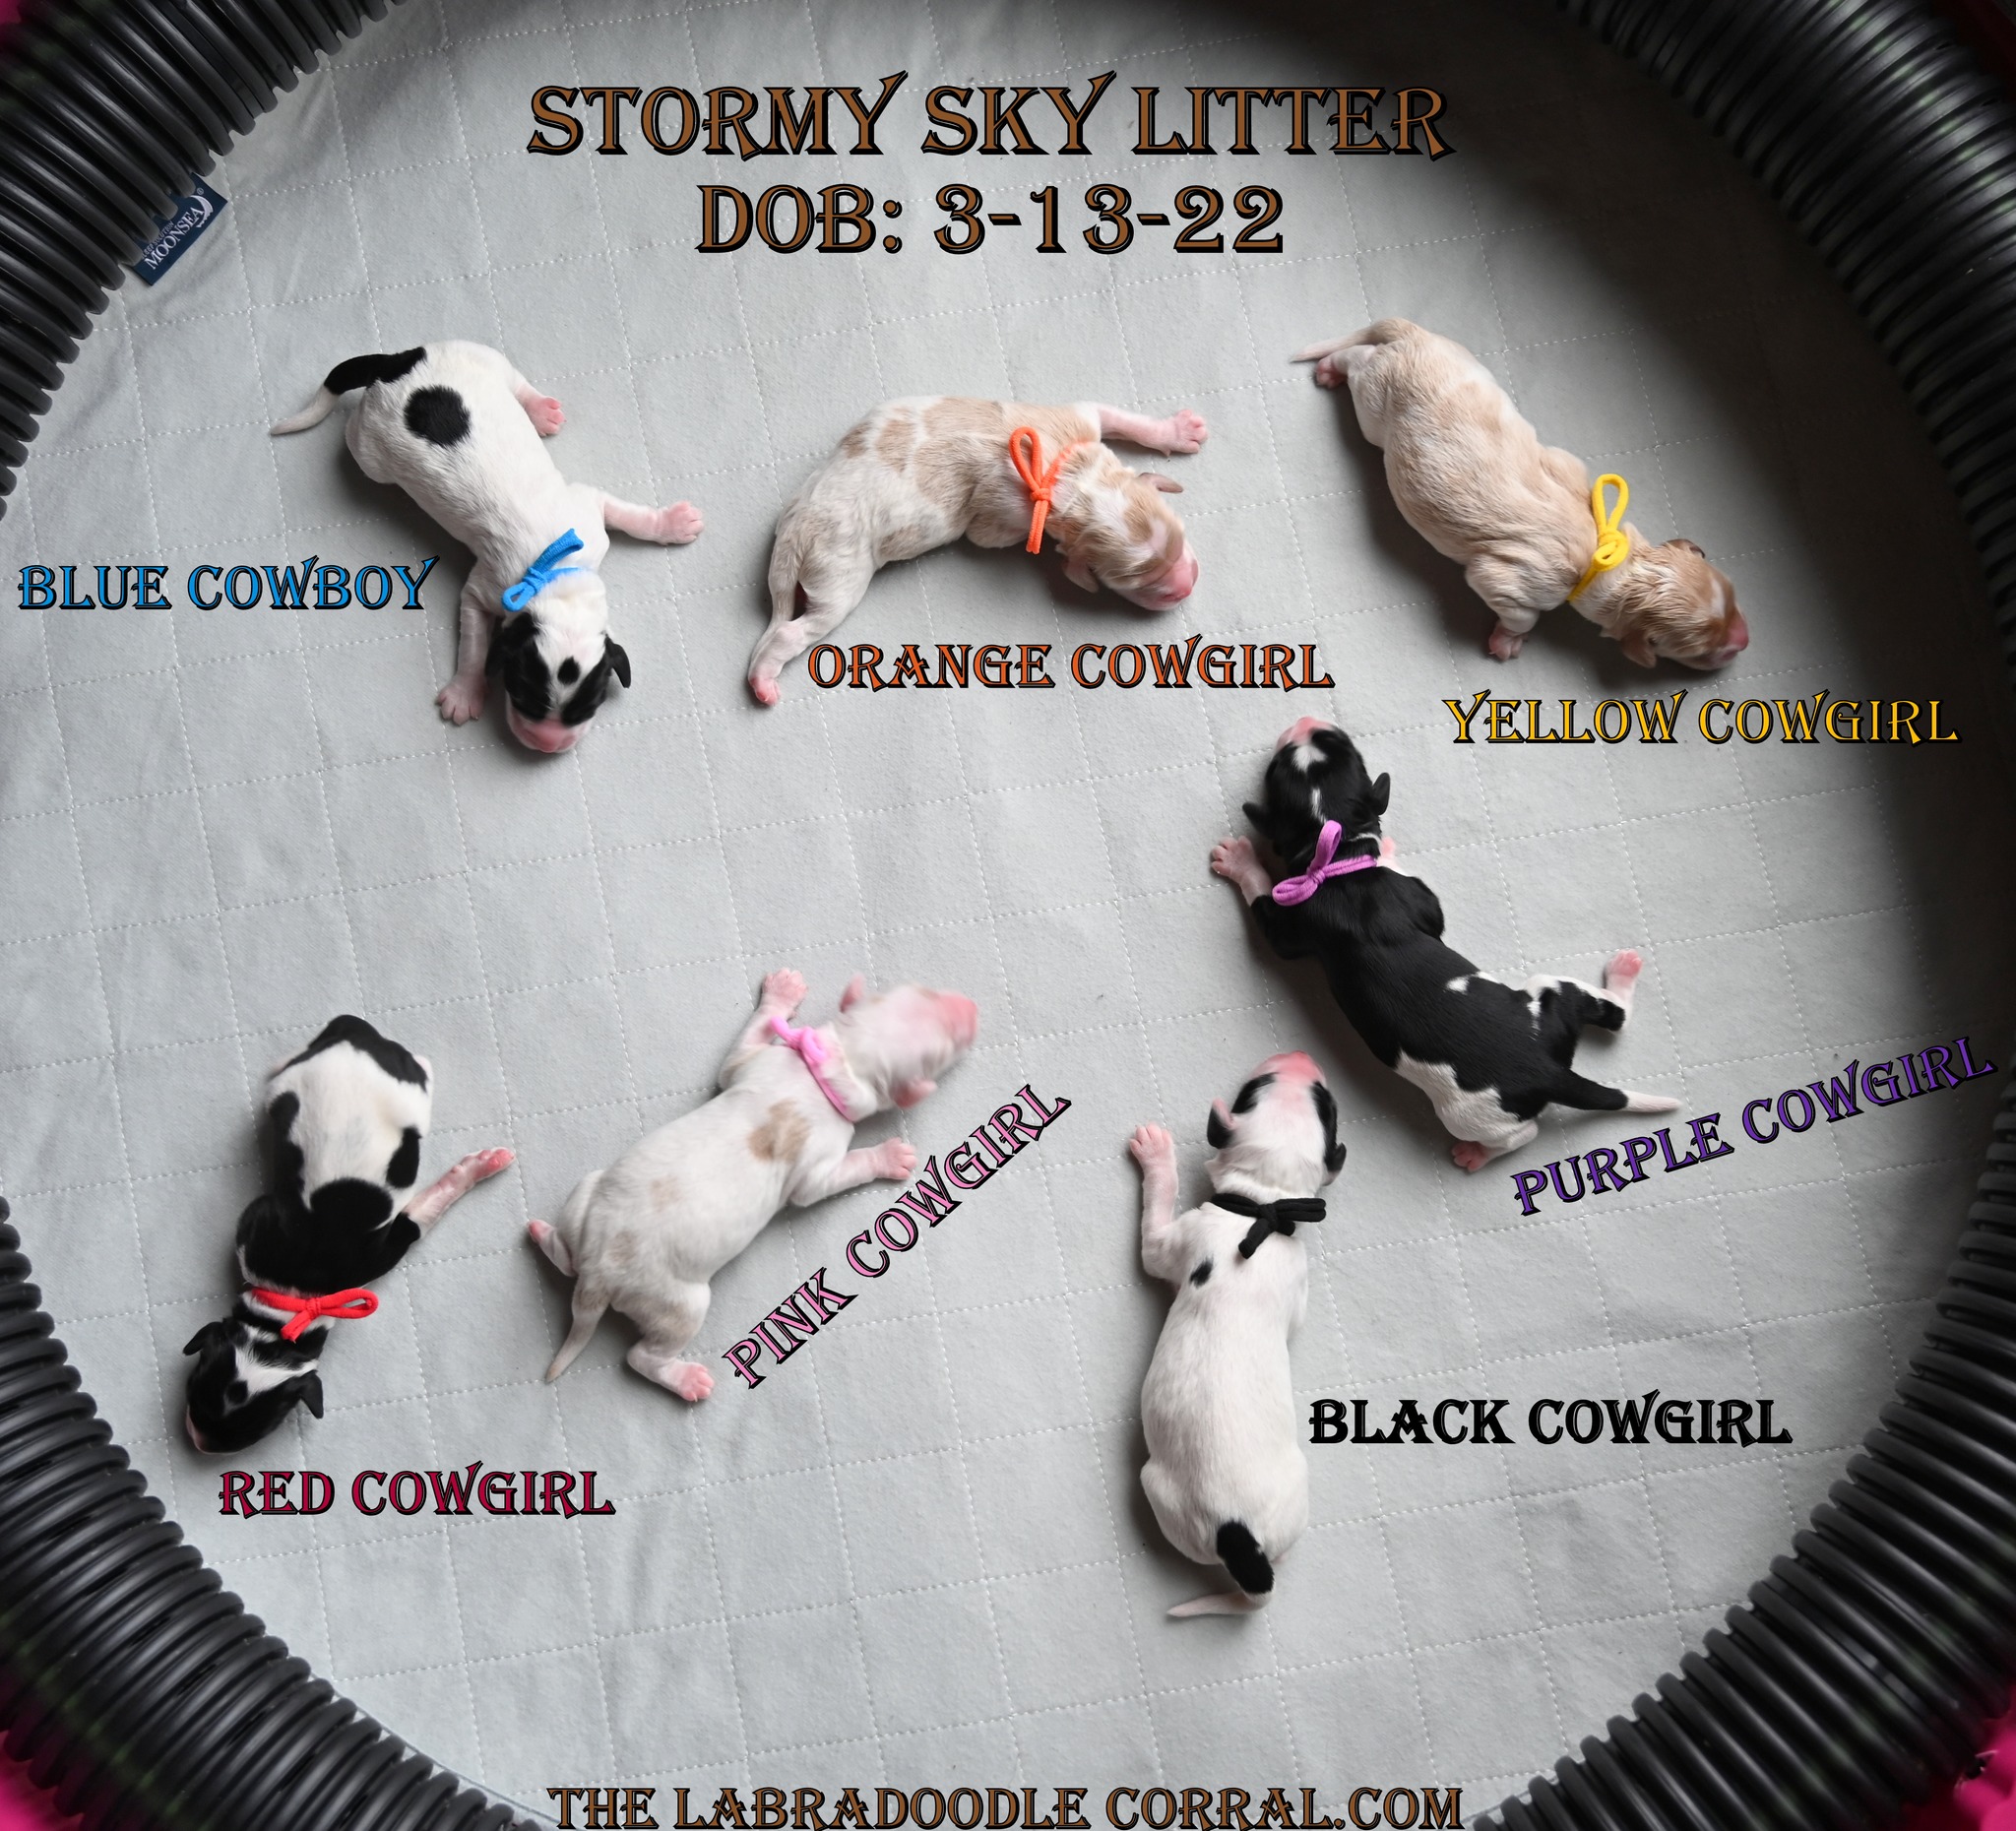 STORMY SKY LITTER
DOB: 3-13-22
MOONSEA
BLUE COWBOY
ORANGE COWGIRL
YELLOW COWGIRL
PURPLE COWGIRL
PINK COWGIRL
BLACK COWGIRL
RED COWGIRL
THE LABRADOODLE CORRAL.COM